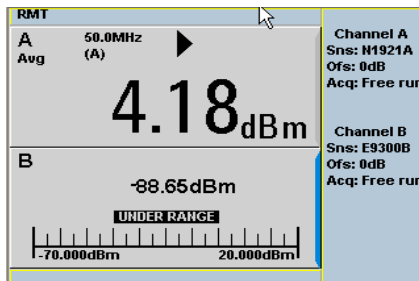 RMT
A
Avg
50.0MHz
(A)
4.18dBm
B
-88.65dBm
UNDER RANGE
-70.000dBm
20.000dBm
Channel A
Sns: N1921A
Ofs: 0dB
Acq: Free run
Channel B
Sns: E9300B
Ofs: 0dB
Acq: Free run